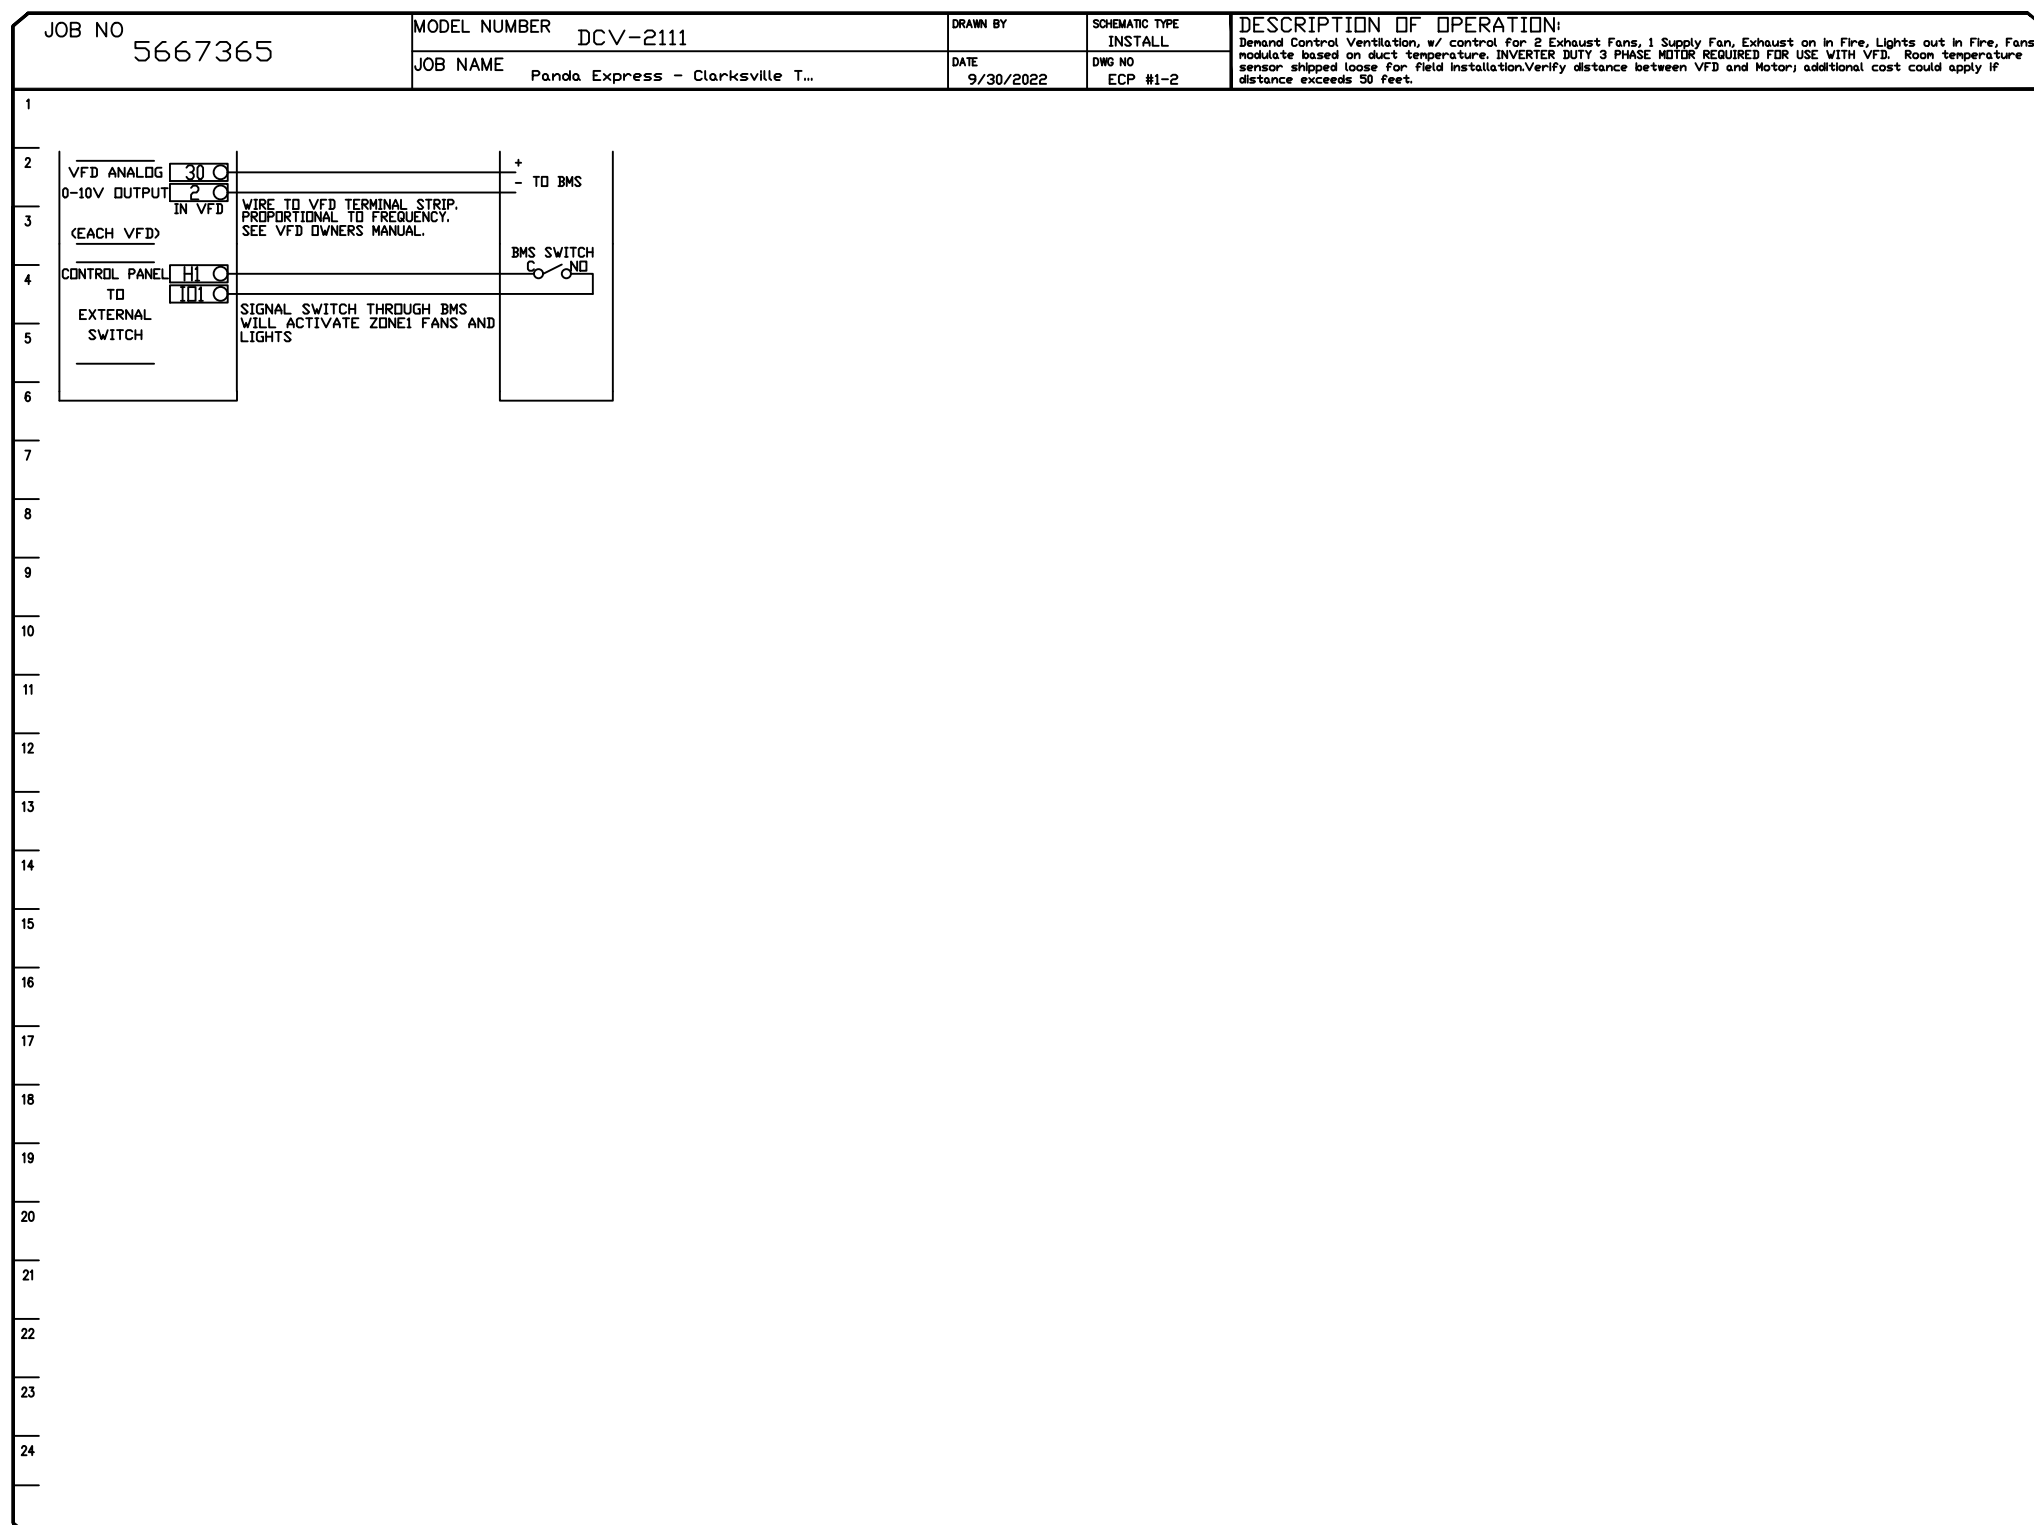 JOB NO
5667365
MODEL NUMBER
DCV-2111
JOB NAME
Panda Express - Clarksville T...
DRAWN BY
DATE
9/30/2022
SCHEMATIC TYPE
INSTALL
DWG NO
ECP #1-2
DESCRIPTION OF OPERATION:
Demand Control Ventilation, w/ control for 2 Exhaust Fans, 1 Supply Fan, Exhaust on in Fire, Lights out in Fire, Fans
modulate based on duct temperature. INVERTER DUTY 3 PHASE MOTOR REQUIRED FOR USE WITH VFD. Room temperature
sensor shipped loose for field installation.Verify distance between VFD and Motor; additional cost could apply if
distance exceeds 50 feet.
1
2
3
4
5
6
7
8
9
10
11
12
13
14
15
16
17
18
19
20
21
22
23
24
VFD ANALOG
0-10V OUTPUT
(EACH VFD)
30
2
IN VFD
WIRE TO VFD TERMINAL STRIP.
PROPORTIONAL TO FREQUENCY.
SEE VFD OWNERS MANUAL.
+
- TO BMS
CONTROL PANEL
TO
EXTERNAL
SWITCH
H1
IO1
SIGNAL SWITCH THROUGH BMS
WILL ACTIVATE ZONE1 FANS AND
LIGHTS
BMS SWITCH
C NO